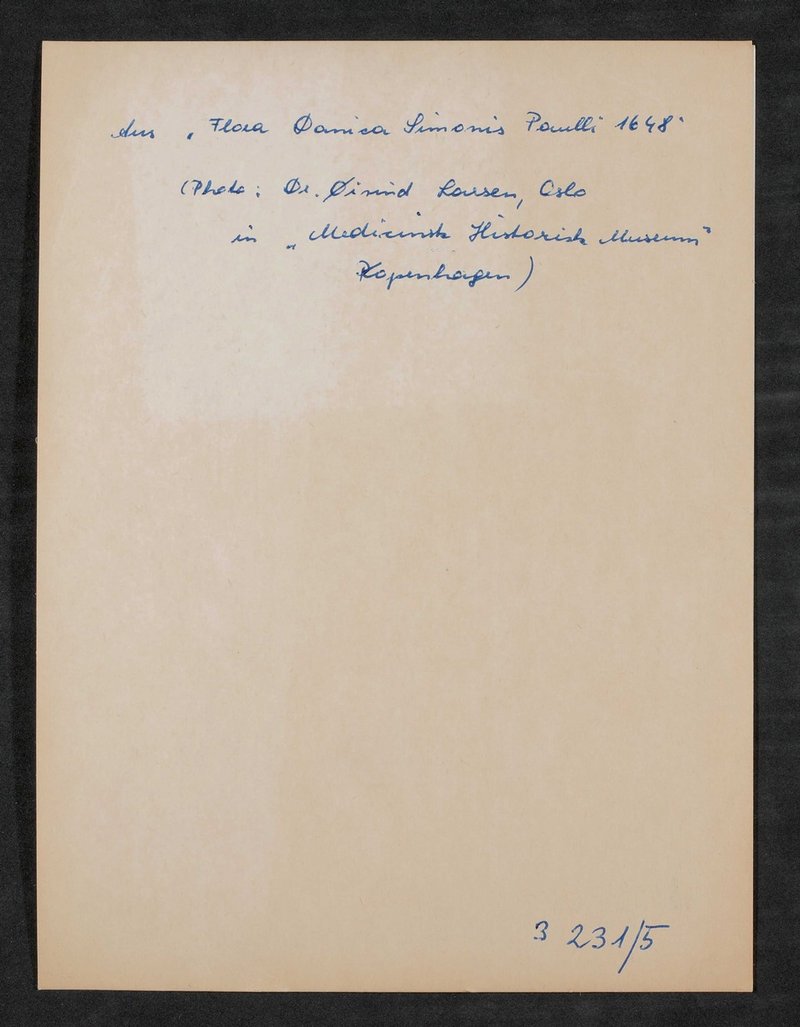 Aus „Flora Danica Simonis Paulli 1648"
(Photo: Dr. Øivind Larsen, Oslo
in „Medicinsk Historisk Museum"
Kopenhagen)
3 231/5